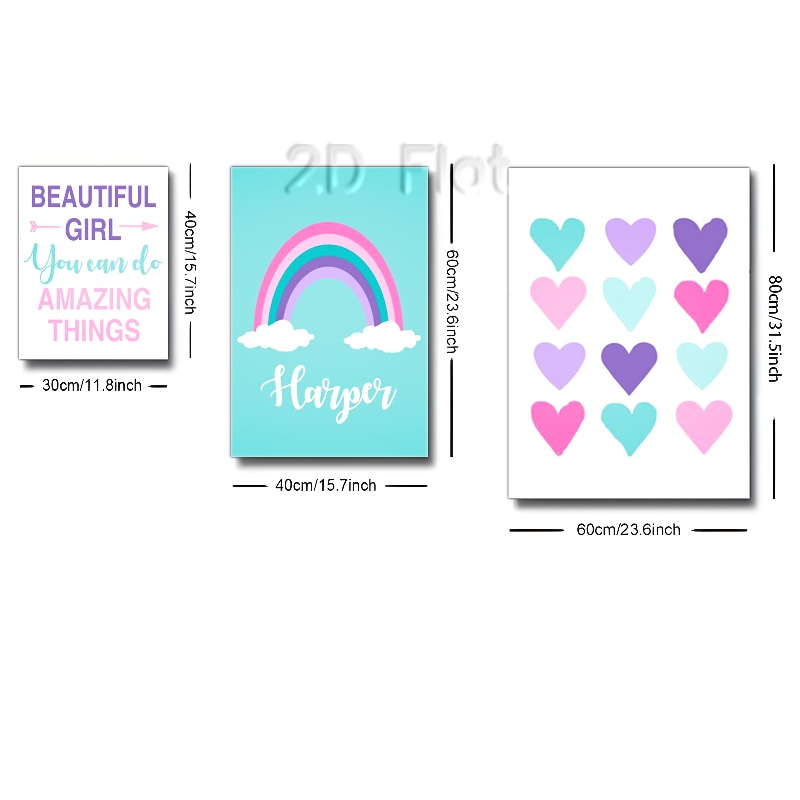 2D Flat
BEAUTIFUL
GIRL
You can do
AMAZING
THINGS
40cm/15.7inch
30cm/11.8inch
Harper
60cm/23.6inch
40cm/15.7inch
80cm/31.5inch
60cm/23.6inch